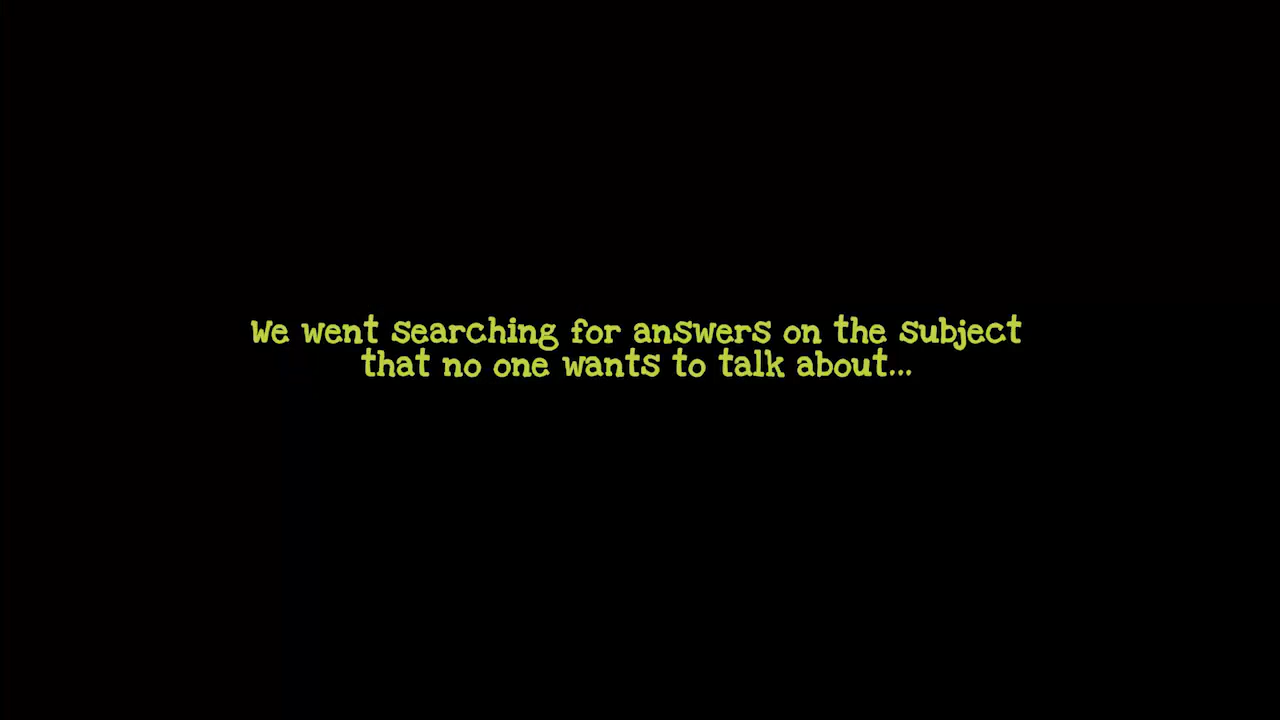 We went searching for answers on the subject
that no one wants to talk about...